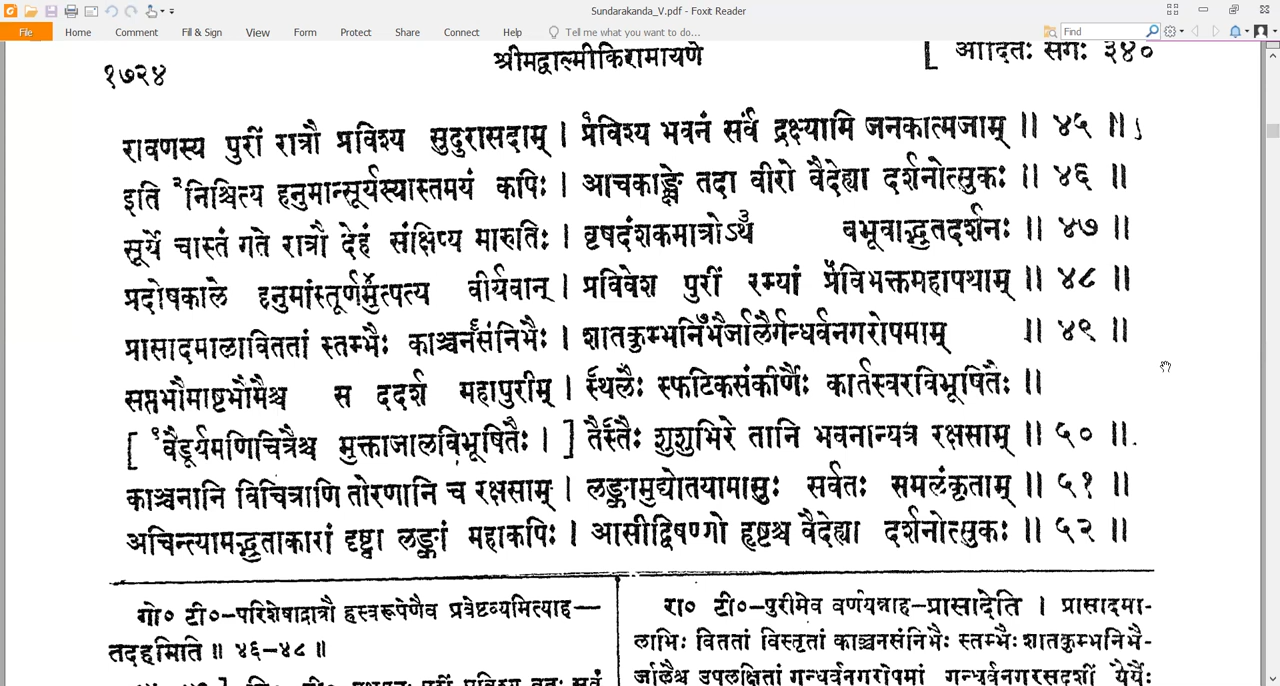 Sundarakanda_V.pdf - Foxit Reader
File Home Comment Fill & Sign View Form Protect Share Connect Help Tell me what you want to do... Find
१७२४ श्रीमद्वाल्मीकिरामायणे [ आदितः सर्गः ३४०
रावणस्य पुरीं रात्रौ प्रविश्य सुदुरासदाम् । प्रविश्य भवनं सर्वं द्रक्ष्यामि जनकात्मजाम् ॥ ४५ ॥
इति २निश्चित्य हनुमान्सूर्यस्यास्तमयं कपिः । आचकाङ्क्षे तदा वीरो वैदेह्या दर्शनोत्सुकः ॥ ४६ ॥
सूर्ये चास्तं गते रात्रौ देहं संक्षिप्य मारुतिः । वृषदंशकमात्रोऽथ३ बभूवाद्भुतदर्शनः ॥ ४७ ॥
प्रदोषकाले हनुमांस्तूर्णमुत्पत्य वीर्यवान् । प्रविवेश पुरीं रम्यां प्रविभक्तमहापथाम् ॥ ४८ ॥
प्रासादमालाविततां स्तम्भैः काञ्चनसंनिभैः । शातकुम्भनिभैर्जालैर्गन्धर्वनगरोपमाम् ॥ ४९ ॥
सप्तभौमाष्टभौमैश्च स ददर्श महापुरीम् । स्थलैः स्फटिकसंकीर्णैः कार्तस्वरविभूषितैः ॥
[ ९वैडूर्यमणिचित्रैश्च मुक्ताजालविभूषितैः । ] तैस्तैः शुशुभिरे तानि भवनान्यत्र रक्षसाम् ॥ ५० ॥
काञ्चनानि विचित्राणि तोरणानि च रक्षसाम् । लङ्कामुद्योतयामासुः सर्वतः समलंकृताम् ॥ ५१ ॥
अचिन्त्यामद्भुताकारां दृष्ट्वा लङ्कां महाकपिः । आसीद्विषण्णो हृष्टश्च वैदेह्या दर्शनोत्सुकः ॥ ५२ ॥
गो० टी०-परिशेषाद्रात्रौ ह्रस्वरूपेणैव प्रवेष्टव्यमित्याह—
तदहमिति ॥ ४६-४८ ॥
रा० टी०-पुरीमेव वर्णयन्नाह-प्रासादेति । प्रासादमा-
लाभिः विततां विस्तृतां काञ्चनसंनिभैः स्तम्भैः शातकुम्भनिभै-
र्जालैश्च उपलक्षितां गन्धर्वनगरोपमां गन्धर्वनगरसदृशीं